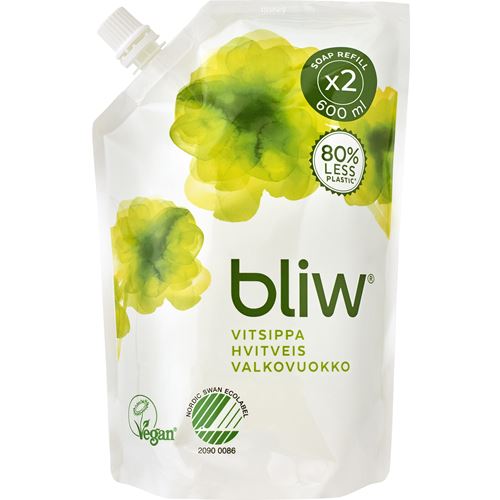 SOAP REFILL
x2
600 ml
80%
LESS
PLASTIC*
bliw®
VITSIPPA
HVITVEIS
VALKOVUOKKO
Vegan®
NORDIC SWAN ECOLABEL
2090 0086